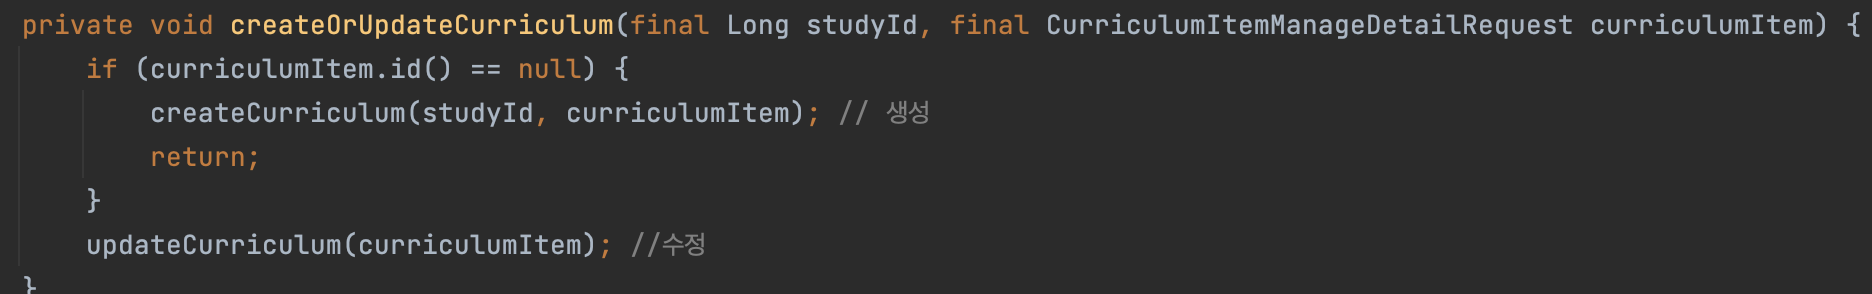 private void createOrUpdateCurriculum(final Long studyId, final CurriculumItemManageDetailRequest curriculumItem) {
if (curriculumItem.id() == null) {
createCurriculum(studyId, curriculumItem); // 생성
return;
}
updateCurriculum(curriculumItem); //수정
}